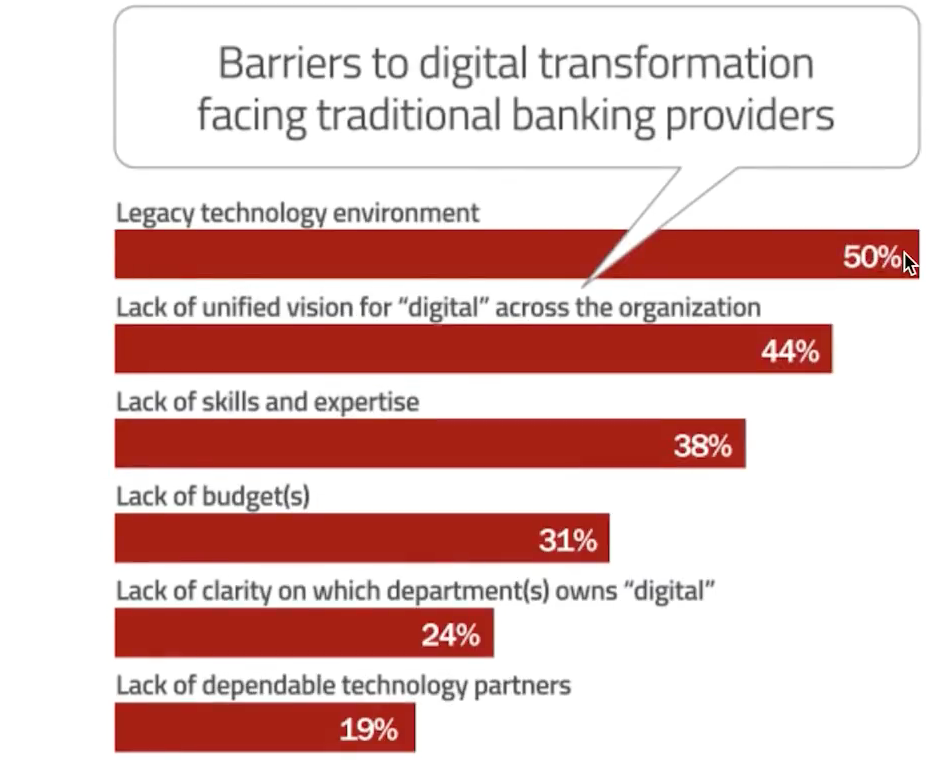 Barriers to digital transformation
facing traditional banking providers
Legacy technology environment
50%
Lack of unified vision for “digital” across the organization
44%
Lack of skills and expertise
38%
Lack of budget(s)
31%
Lack of clarity on which department(s) owns “digital”
24%
Lack of dependable technology partners
19%